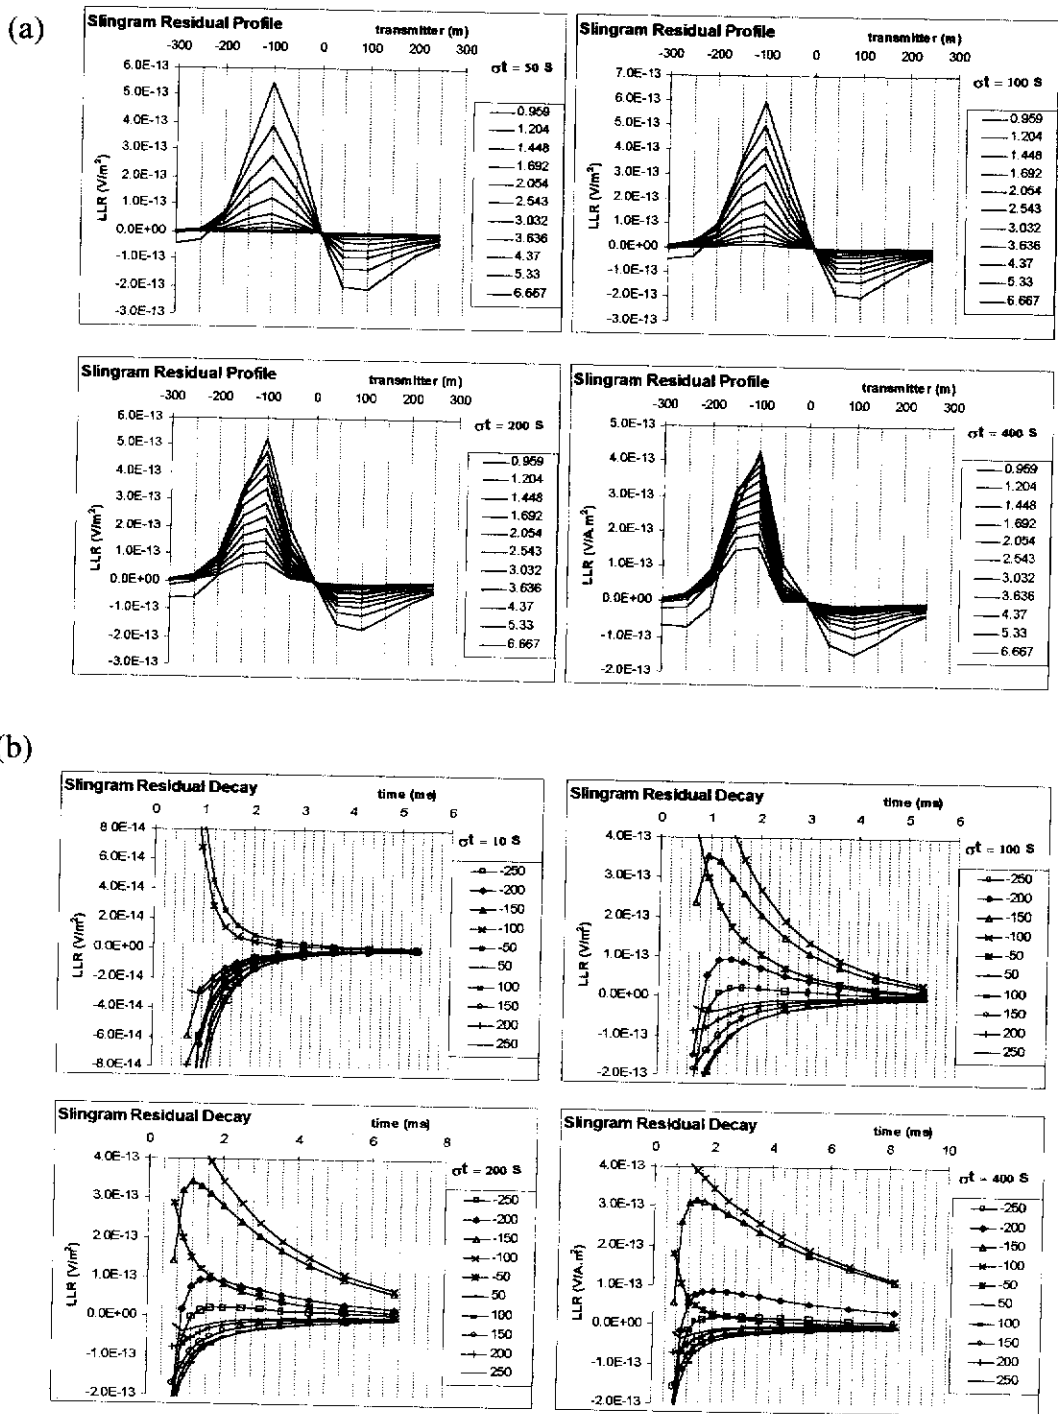 (a)
Slingram Residual Profile
transmitter (m)
-300 -200 -100 0 100 200 300
σt = 50 S
6.0E-13
5.0E-13
4.0E-13
3.0E-13
2.0E-13
1.0E-13
0.0E+00
-1.0E-13
-2.0E-13
-3.0E-13
LLR (V/m²)
0.959
1.204
1.448
1.692
2.054
2.543
3.032
3.636
4.37
5.33
6.667
Slingram Residual Profile
transmitter (m)
-300 -200 -100 0 100 200 300
σt = 100 S
7.0E-13
6.0E-13
5.0E-13
4.0E-13
3.0E-13
2.0E-13
1.0E-13
0.0E+00
-1.0E-13
-2.0E-13
-3.0E-13
LLR (V/m²)
0.959
1.204
1.448
1.692
2.054
2.543
3.032
3.636
4.37
5.33
6.667
Slingram Residual Profile
transmitter (m)
-300 -200 -100 0 100 200 300
σt = 200 S
6.0E-13
5.0E-13
4.0E-13
3.0E-13
2.0E-13
1.0E-13
0.0E+00
-1.0E-13
-2.0E-13
-3.0E-13
LLR (V/m²)
0.959
1.204
1.448
1.692
2.054
2.543
3.032
3.636
4.37
5.33
6.667
Slingram Residual Profile
transmitter (m)
-300 -200 -100 0 100 200 300
σt = 400 S
5.0E-13
4.0E-13
3.0E-13
2.0E-13
1.0E-13
0.0E+00
-1.0E-13
-2.0E-13
LLR (V/A.m²)
0.959
1.204
1.448
1.692
2.054
2.543
3.032
3.636
4.37
5.33
6.667
(b)
Slingram Residual Decay
time (ms)
0 1 2 3 4 5 6
σt = 10 S
8.0E-14
6.0E-14
4.0E-14
2.0E-14
0.0E+00
-2.0E-14
-4.0E-14
-6.0E-14
-8.0E-14
LLR (V/m²)
-250
-200
-150
-100
-50
50
100
150
200
250
Slingram Residual Decay
time (ms)
0 1 2 3 4 5 6
σt = 100 S
4.0E-13
3.0E-13
2.0E-13
1.0E-13
0.0E+00
-1.0E-13
-2.0E-13
LLR (V/m²)
-250
-200
-150
-100
-50
50
100
150
200
250
Slingram Residual Decay
time (ms)
0 2 4 6 8
σt = 200 S
4.0E-13
3.0E-13
2.0E-13
1.0E-13
0.0E+00
-1.0E-13
-2.0E-13
LLR (V/m²)
-250
-200
-150
-100
-50
50
100
150
200
250
Slingram Residual Decay
time (ms)
0 2 4 6 8 10
σt = 400 S
4.0E-13
3.0E-13
2.0E-13
1.0E-13
0.0E+00
-1.0E-13
-2.0E-13
LLR (V/A.m²)
-250
-200
-150
-100
-50
50
100
150
200
250